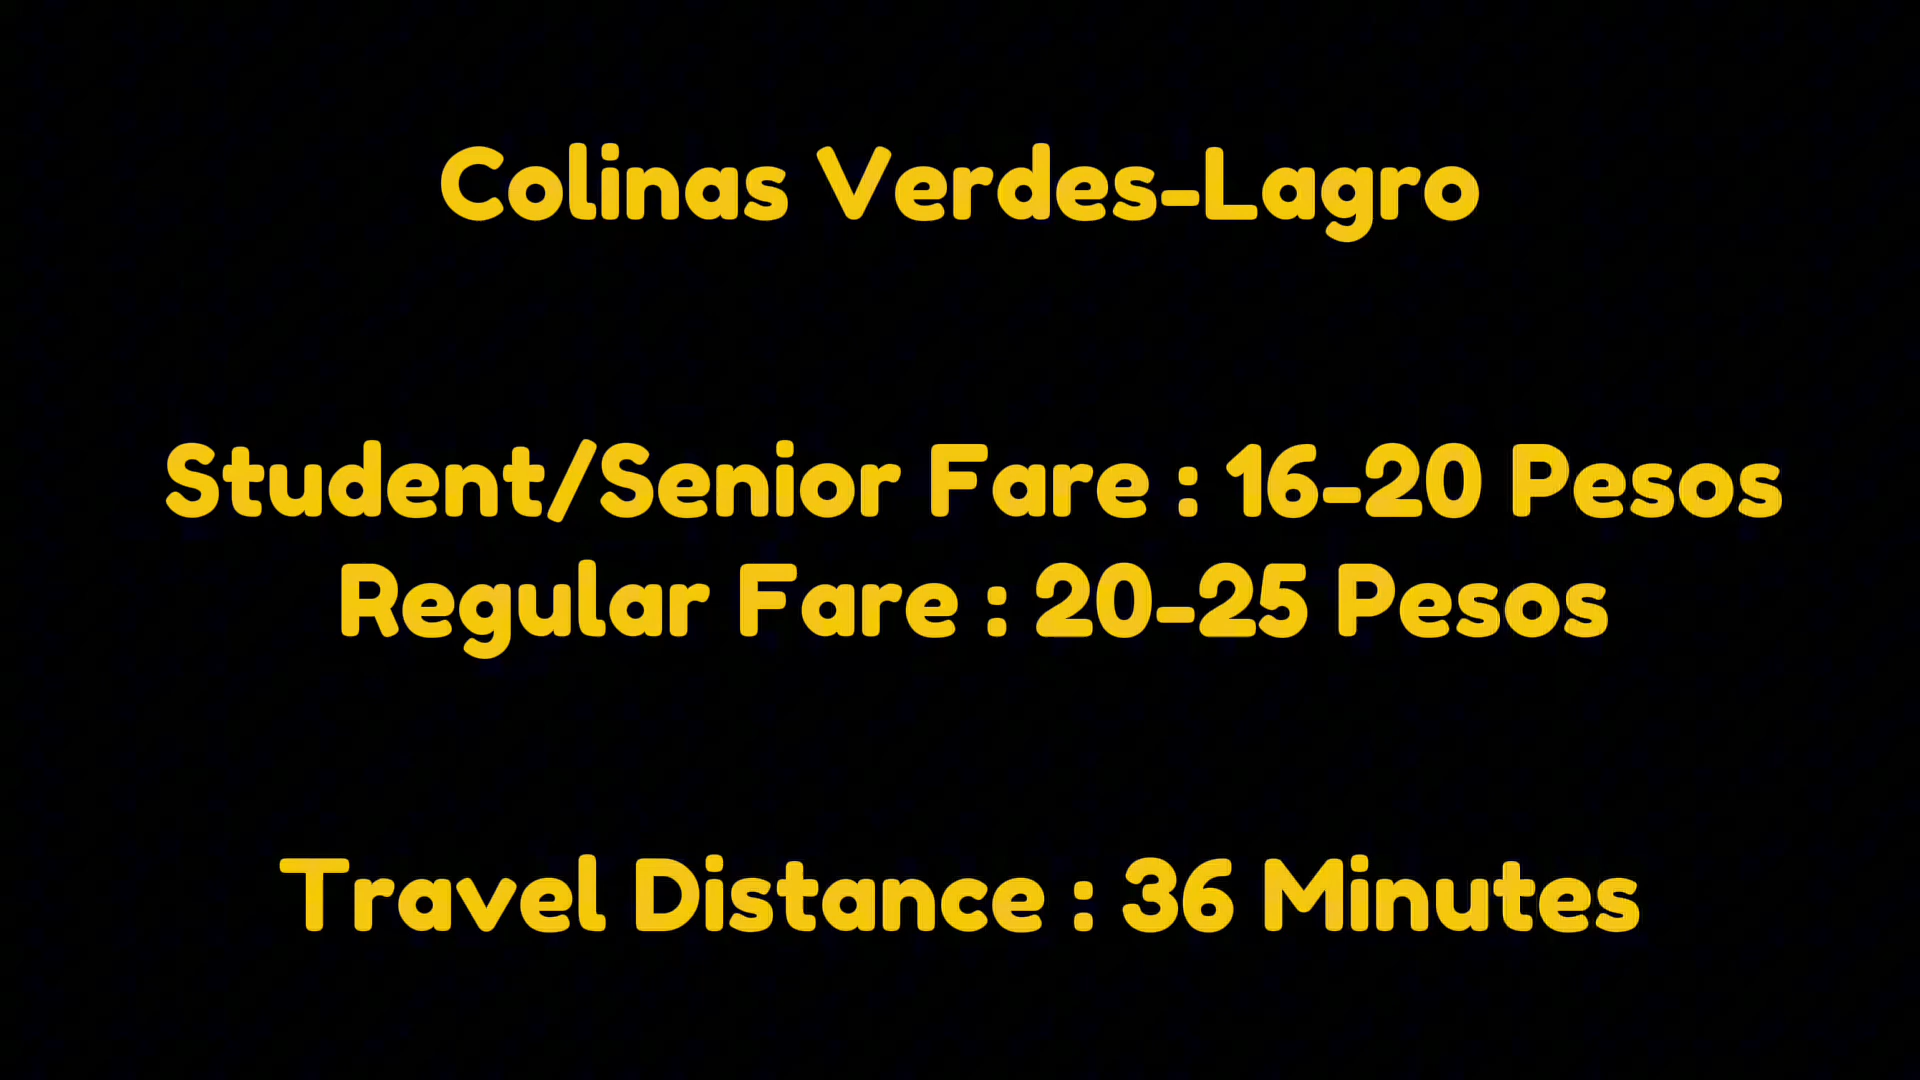 Colinas Verdes-Lagro
Student/Senior Fare : 16-20 Pesos
Regular Fare : 20-25 Pesos
Travel Distance : 36 Minutes